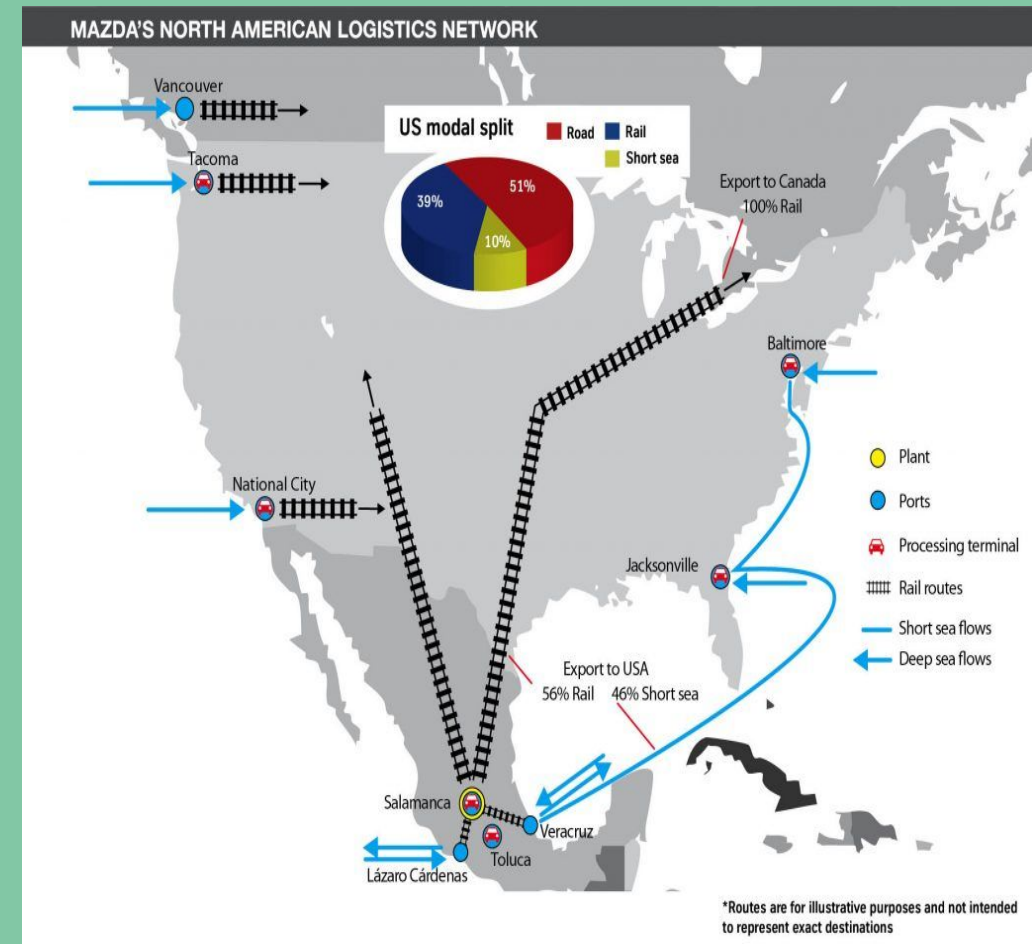 MAZDA'S NORTH AMERICAN LOGISTICS NETWORK
Vancouver
Tacoma
US modal split
Road
Rail
Short sea
39%
51%
10%
Export to Canada
100% Rail
Baltimore
National City
Plant
Ports
Processing terminal
Jacksonville
Rail routes
Short sea flows
Deep sea flows
Export to USA
56% Rail 46% Short sea
Salamanca
Veracruz
Toluca
Lázaro Cárdenas
*Routes are for illustrative purposes and not intended
to represent exact destinations